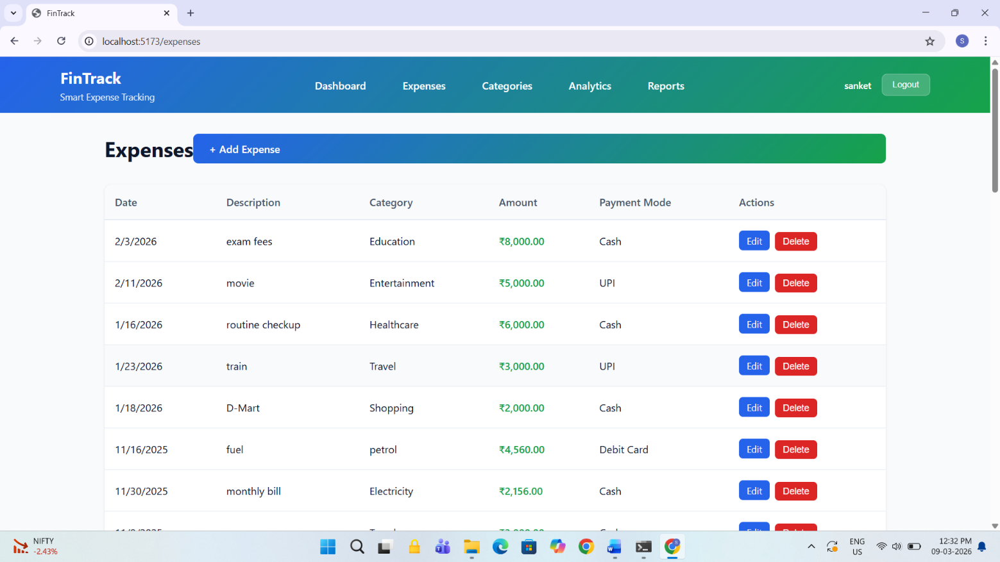 FinTrack
localhost:5173/expenses
S
FinTrack
Smart Expense Tracking
Dashboard Expenses Categories Analytics Reports sanket Logout
Expenses + Add Expense
Date Description Category Amount Payment Mode Actions
2/3/2026 exam fees Education ₹8,000.00 Cash Edit Delete
2/11/2026 movie Entertainment ₹5,000.00 UPI Edit Delete
1/16/2026 routine checkup Healthcare ₹6,000.00 Cash Edit Delete
1/23/2026 train Travel ₹3,000.00 UPI Edit Delete
1/18/2026 D-Mart Shopping ₹2,000.00 Cash Edit Delete
11/16/2025 fuel petrol ₹4,560.00 Debit Card Edit Delete
11/30/2025 monthly bill Electricity ₹2,156.00 Cash Edit Delete
NIFTY
-2.43%
ENG
US
12:32 PM
09-03-2026